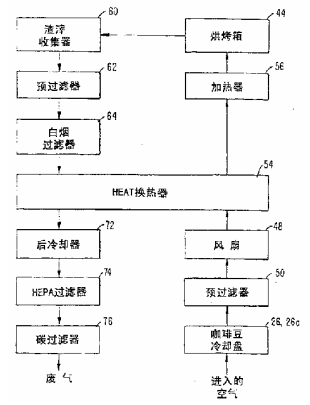 60
渣滓
收集器
44
烘烤箱
62
预过滤器
56
加热器
64
白烟
过滤器
54
HEAT换热器
72
后冷却器
48
风扇
74
HEPA过滤器
50
预过滤器
76
碳过滤器
26, 26c
咖啡豆
冷却盘
废气
进入的
空气